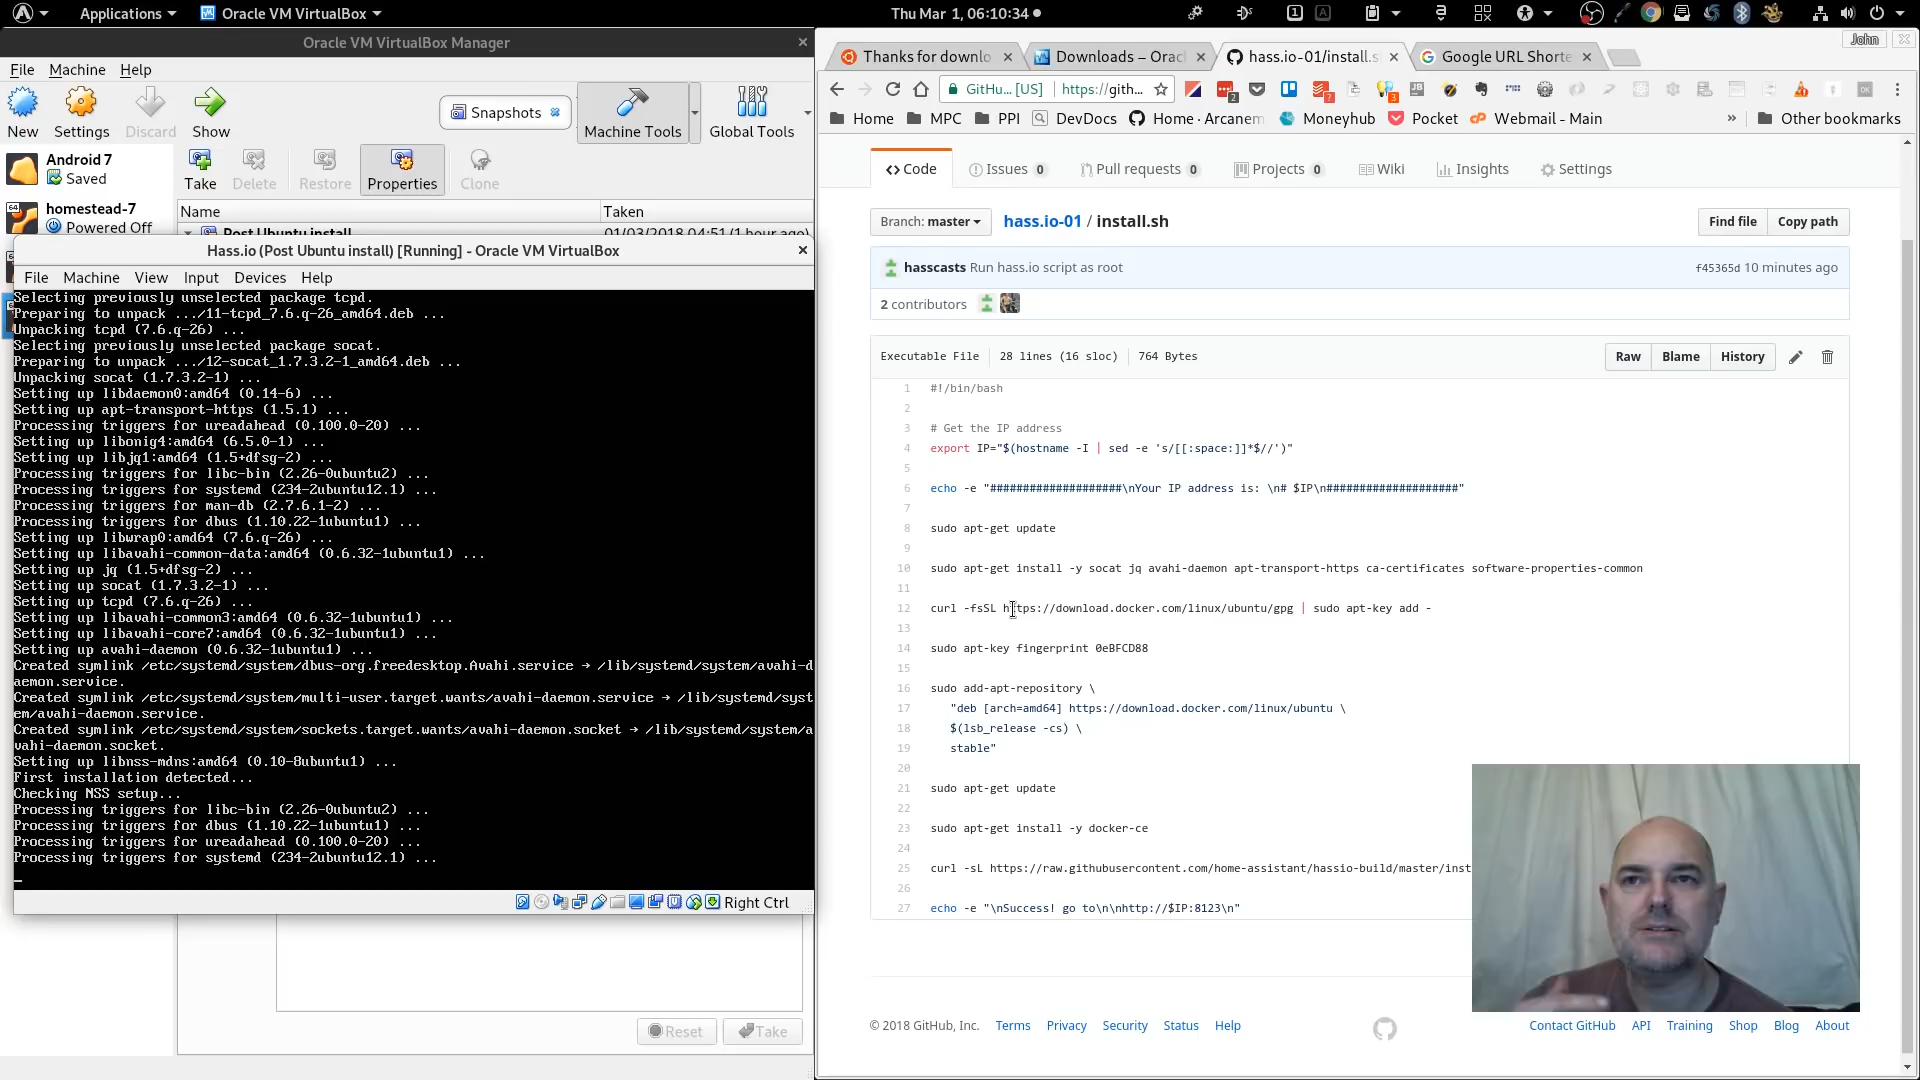 Applications
Oracle VM VirtualBox
Thu Mar 1, 06:10:34
1
A
Oracle VM VirtualBox Manager
File Machine Help
New
Settings
Discard
Show
Snapshots
Machine Tools
Global Tools
Android 7
Saved
Take
Delete
Restore
Properties
Clone
64
homestead-7
Powered Off
Name
Taken
Post Ubuntu install
01/03/2018 04:51 (1 hour ago)
Hass.io (Post Ubuntu install) [Running] - Oracle VM VirtualBox
File Machine View Input Devices Help
Selecting previously unselected package tcpd.
Preparing to unpack .../11-tcpd_7.6.q-26_amd64.deb ...
Unpacking tcpd (7.6.q-26) ...
Selecting previously unselected package socat.
Preparing to unpack .../12-socat_1.7.3.2-1_amd64.deb ...
Unpacking socat (1.7.3.2-1) ...
Setting up libdaemon0:amd64 (0.14-6) ...
Setting up apt-transport-https (1.5.1) ...
Processing triggers for ureadahead (0.100.0-20) ...
Setting up libonig4:amd64 (6.5.0-1) ...
Setting up libjq1:amd64 (1.5+dfsg-2) ...
Processing triggers for libc-bin (2.26-0ubuntu2) ...
Processing triggers for systemd (234-2ubuntu12.1) ...
Processing triggers for man-db (2.7.6.1-2) ...
Processing triggers for dbus (1.10.22-1ubuntu1) ...
Setting up libwrap0:amd64 (7.6.q-26) ...
Setting up libavahi-common-data:amd64 (0.6.32-1ubuntu1) ...
Setting up jq (1.5+dfsg-2) ...
Setting up socat (1.7.3.2-1) ...
Setting up tcpd (7.6.q-26) ...
Setting up libavahi-common3:amd64 (0.6.32-1ubuntu1) ...
Setting up libavahi-core7:amd64 (0.6.32-1ubuntu1) ...
Setting up avahi-daemon (0.6.32-1ubuntu1) ...
Created symlink /etc/systemd/system/dbus-org.freedesktop.Avahi.service → /lib/systemd/system/avahi-d
aemon.service.
Created symlink /etc/systemd/system/multi-user.target.wants/avahi-daemon.service → /lib/systemd/syst
em/avahi-daemon.service.
Created symlink /etc/systemd/system/sockets.target.wants/avahi-daemon.socket → /lib/systemd/system/a
vahi-daemon.socket.
Setting up libnss-mdns:amd64 (0.10-8ubuntu1) ...
First installation detected...
Checking NSS setup...
Processing triggers for libc-bin (2.26-0ubuntu2) ...
Processing triggers for dbus (1.10.22-1ubuntu1) ...
Processing triggers for ureadahead (0.100.0-20) ...
Processing triggers for systemd (234-2ubuntu12.1) ...
_
Right Ctrl
Reset
Take
John
Thanks for downlo
Downloads – Orac
hass.io-01/install.s
Google URL Shorte
GitHu... [US]
https://gith...
Home
MPC
PPI
DevDocs
Home · Arcanem
Moneyhub
Pocket
Webmail - Main
»
Other bookmarks
Code
Issues 0
Pull requests 0
Projects 0
Wiki
Insights
Settings
Branch: master
hass.io-01 / install.sh
Find file
Copy path
hasscasts Run hass.io script as root
f45365d 10 minutes ago
2 contributors
Executable File
28 lines (16 sloc)
764 Bytes
Raw
Blame
History
1 #!/bin/bash
2
3 # Get the IP address
4 export IP="$(hostname -I | sed -e 's/[[:space:]]*$//')"
5
6 echo -e "####################\nYour IP address is: \n# $IP\n####################"
7
8 sudo apt-get update
9
10 sudo apt-get install -y socat jq avahi-daemon apt-transport-https ca-certificates software-properties-common
11
12 curl -fsSL https://download.docker.com/linux/ubuntu/gpg | sudo apt-key add -
13
14 sudo apt-key fingerprint 0eBFCD88
15
16 sudo add-apt-repository \
17 "deb [arch=amd64] https://download.docker.com/linux/ubuntu \
18 $(lsb_release -cs) \
19 stable"
20
21 sudo apt-get update
22
23 sudo apt-get install -y docker-ce
24
25 curl -sL https://raw.githubusercontent.com/home-assistant/hassio-build/master/inst
26
27 echo -e "\nSuccess! go to\n\nhttp://$IP:8123\n"
© 2018 GitHub, Inc.
Terms
Privacy
Security
Status
Help
Contact GitHub
API
Training
Shop
Blog
About